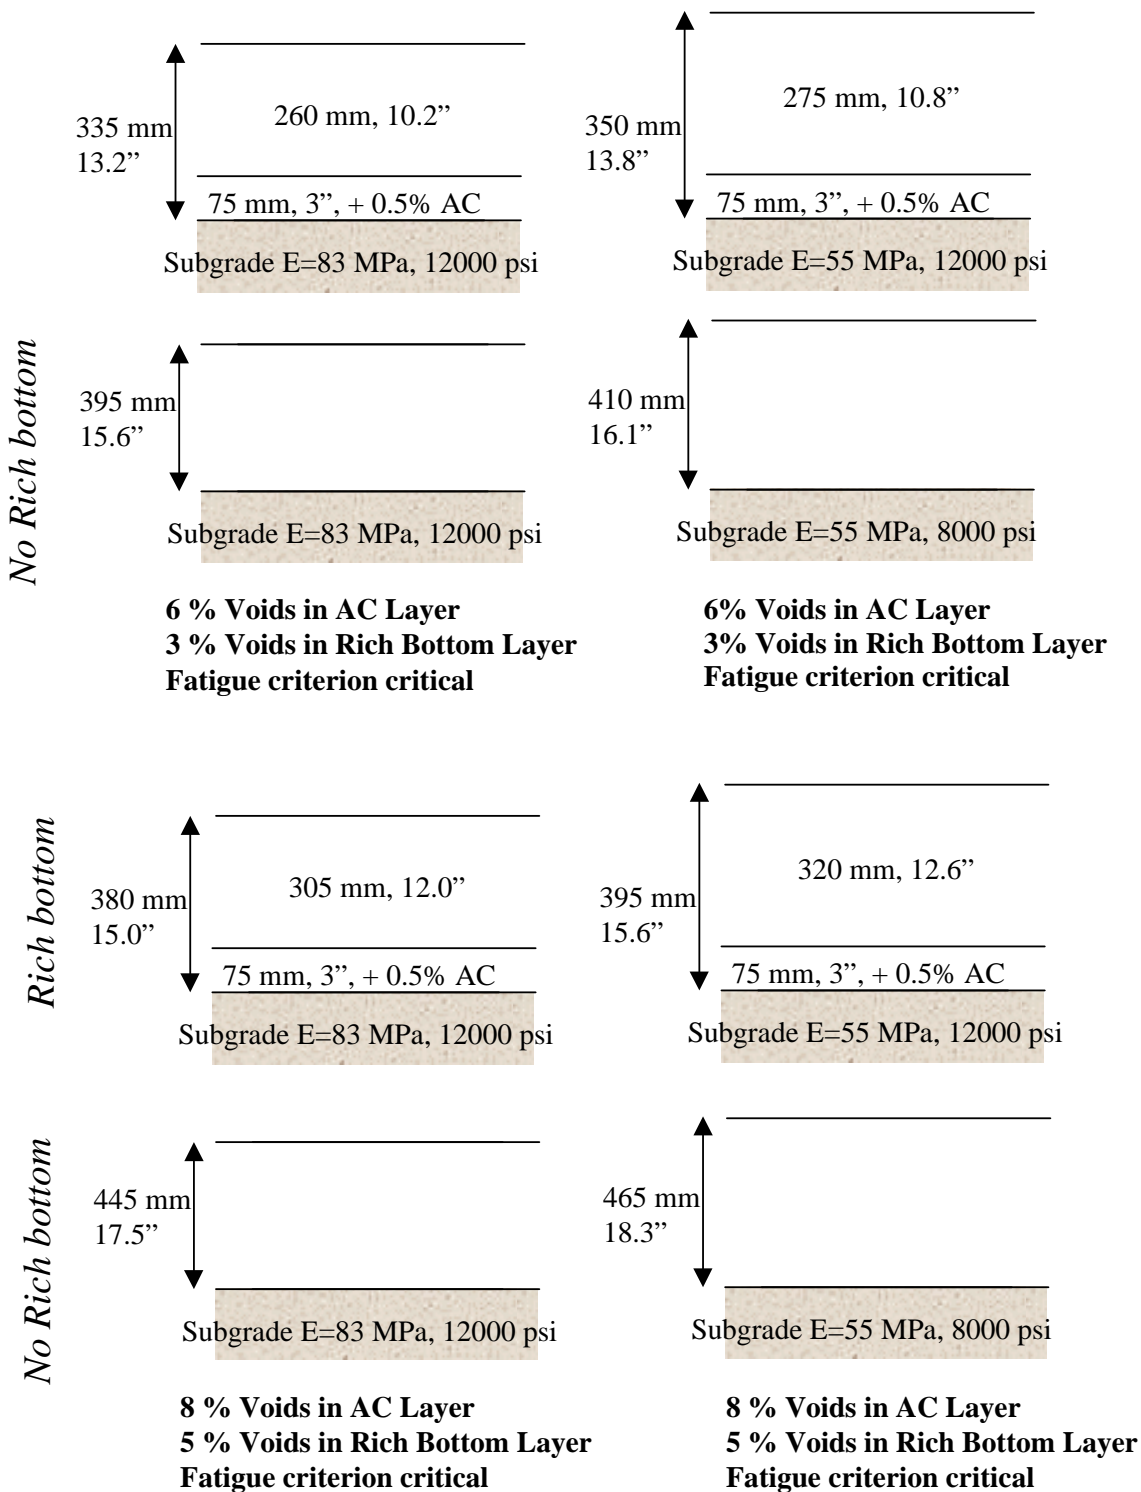 335 mm
13.2”
260 mm, 10.2”
75 mm, 3”, + 0.5% AC
Subgrade E=83 MPa, 12000 psi
350 mm
13.8”
275 mm, 10.8”
75 mm, 3”, + 0.5% AC
Subgrade E=55 MPa, 12000 psi
No Rich bottom
395 mm
15.6”
Subgrade E=83 MPa, 12000 psi
410 mm
16.1”
Subgrade E=55 MPa, 8000 psi
6 % Voids in AC Layer
3 % Voids in Rich Bottom Layer
Fatigue criterion critical
6% Voids in AC Layer
3% Voids in Rich Bottom Layer
Fatigue criterion critical
Rich bottom
380 mm
15.0”
305 mm, 12.0”
75 mm, 3”, + 0.5% AC
Subgrade E=83 MPa, 12000 psi
395 mm
15.6”
320 mm, 12.6”
75 mm, 3”, + 0.5% AC
Subgrade E=55 MPa, 12000 psi
No Rich bottom
445 mm
17.5”
Subgrade E=83 MPa, 12000 psi
465 mm
18.3”
Subgrade E=55 MPa, 8000 psi
8 % Voids in AC Layer
5 % Voids in Rich Bottom Layer
Fatigue criterion critical
8 % Voids in AC Layer
5 % Voids in Rich Bottom Layer
Fatigue criterion critical